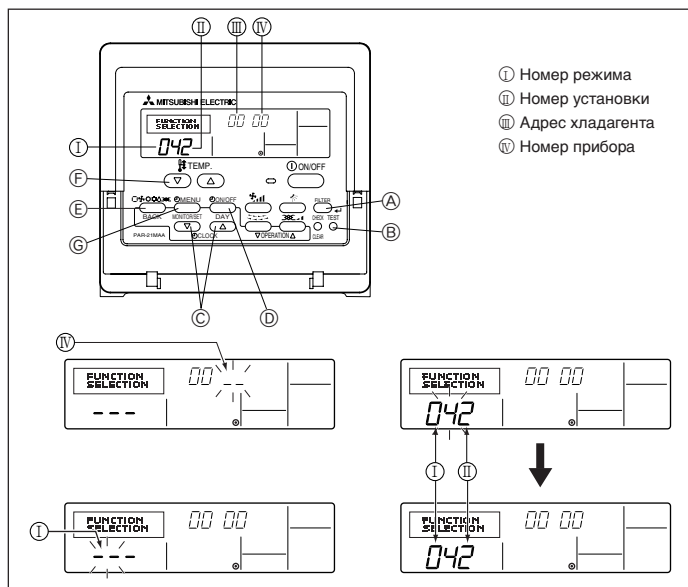 Ⓘ Номер режима
Ⅱ Номер установки
Ⅲ Адрес хладагента
Ⅳ Номер прибора
Ⅱ Ⅲ Ⅳ
MITSUBISHI ELECTRIC
FUNCTION
SELECTION
00 00
Ⅰ 042
TEMP.
ON/OFF
F
E
G
A
B
C
D
MENU
ON/OFF
FILTER
BACK
MONITOR/SET
DAY
CHECK TEST
PAR-21MAA
CLOCK
OPERATION
CLEAR
Ⅳ
FUNCTION
SELECTION
00 --
---
FUNCTION
SELECTION
00 00
042
Ⅰ Ⅱ
Ⅰ
FUNCTION
SELECTION
00 00
---
FUNCTION
SELECTION
00 00
042